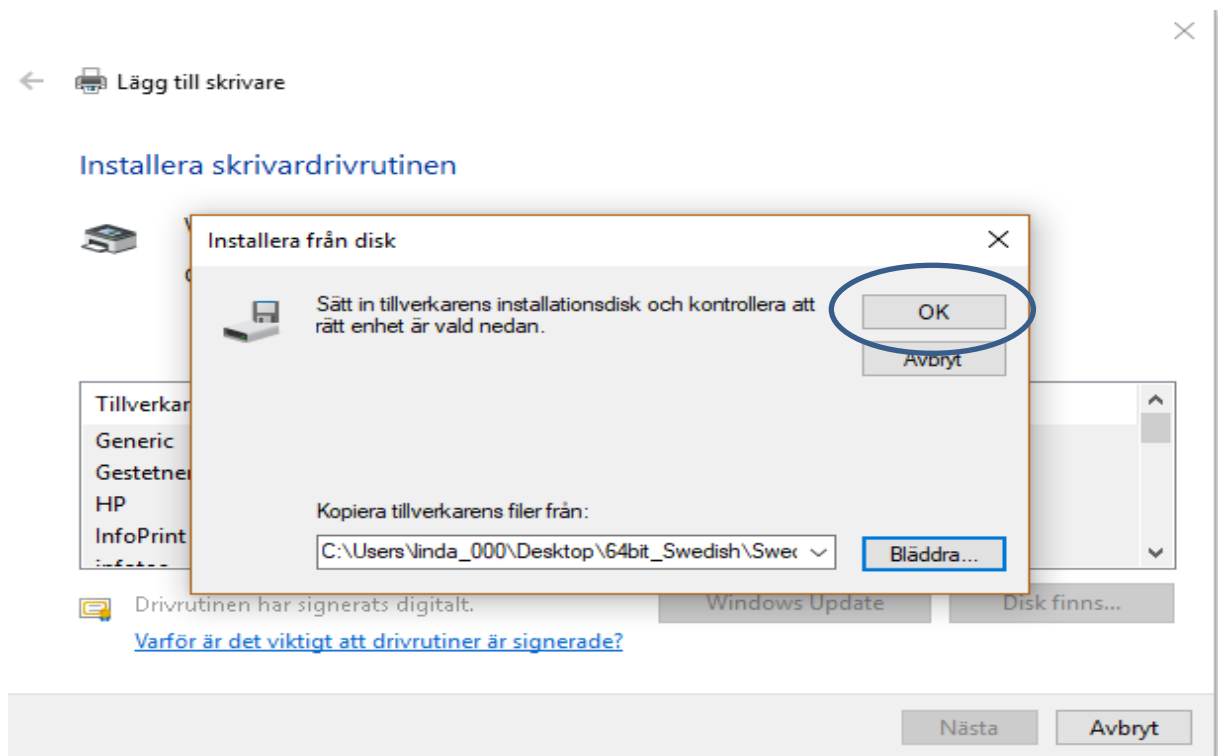 Lägg till skrivare
Installera skrivardrivrutinen
Installera från disk
Sätt in tillverkarens installationsdisk och kontrollera att
rätt enhet är vald nedan.
OK
Avbryt
Tillverkar
Generic
Gestetner
HP
InfoPrint
Kopiera tillverkarens filer från:
C:\Users\linda_000\Desktop\64bit_Swedish\Swec
Bläddra...
Drivrutinen har signerats digitalt.
Windows Update
Disk finns...
Varför är det viktigt att drivrutiner är signerade?
Nästa
Avbryt